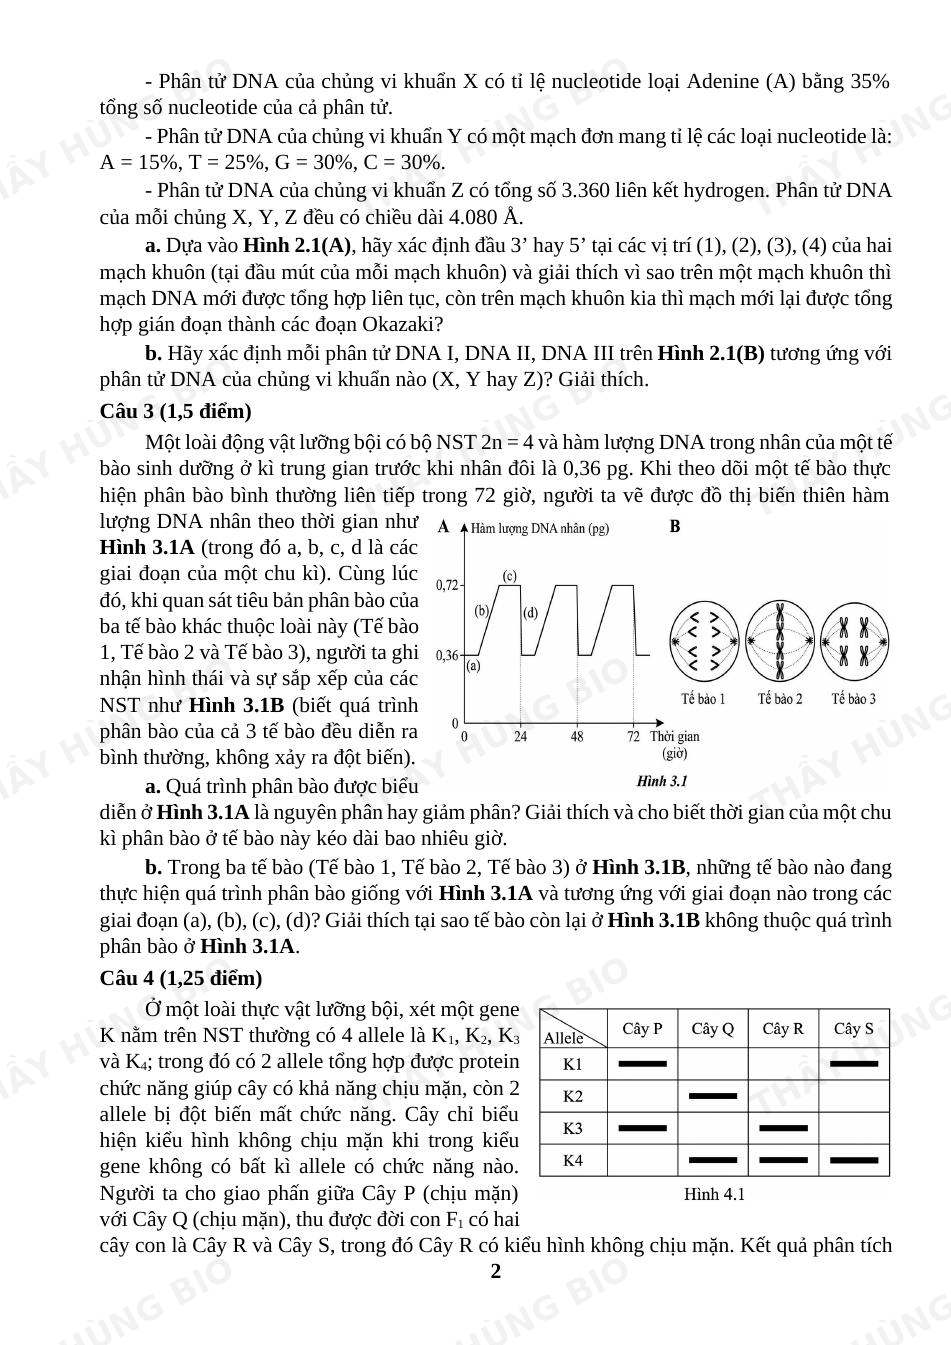 - Phân tử DNA của chủng vi khuẩn X có tỉ lệ nucleotide loại Adenine (A) bằng 35%
tổng số nucleotide của cả phân tử.
- Phân tử DNA của chủng vi khuẩn Y có một mạch đơn mang tỉ lệ các loại nucleotide là:
A = 15%, T = 25%, G = 30%, C = 30%.
- Phân tử DNA của chủng vi khuẩn Z có tổng số 3.360 liên kết hydrogen. Phân tử DNA
của mỗi chủng X, Y, Z đều có chiều dài 4.080 Å.
a. Dựa vào Hình 2.1(A), hãy xác định đầu 3’ hay 5’ tại các vị trí (1), (2), (3), (4) của hai
mạch khuôn (tại đầu mút của mỗi mạch khuôn) và giải thích vì sao trên một mạch khuôn thì
mạch DNA mới được tổng hợp liên tục, còn trên mạch khuôn kia thì mạch mới lại được tổng
hợp gián đoạn thành các đoạn Okazaki?
b. Hãy xác định mỗi phân tử DNA I, DNA II, DNA III trên Hình 2.1(B) tương ứng với
phân tử DNA của chủng vi khuẩn nào (X, Y hay Z)? Giải thích.
Câu 3 (1,5 điểm)
Một loài động vật lưỡng bội có bộ NST 2n = 4 và hàm lượng DNA trong nhân của một tế
bào sinh dưỡng ở kì trung gian trước khi nhân đôi là 0,36 pg. Khi theo dõi một tế bào thực
hiện phân bào bình thường liên tiếp trong 72 giờ, người ta vẽ được đồ thị biến thiên hàm
lượng DNA nhân theo thời gian như
Hình 3.1A (trong đó a, b, c, d là các
giai đoạn của một chu kì). Cùng lúc
đó, khi quan sát tiêu bản phân bào của
ba tế bào khác thuộc loài này (Tế bào
1, Tế bào 2 và Tế bào 3), người ta ghi
nhận hình thái và sự sắp xếp của các
NST như Hình 3.1B (biết quá trình
phân bào của cả 3 tế bào đều diễn ra
bình thường, không xảy ra đột biến).
A Hàm lượng DNA nhân (pg) B
(c)
0,72
(b) (d)
0,36
(a)
Tế bào 1 Tế bào 2 Tế bào 3
0
0 24 48 72 Thời gian
(giờ)
Hình 3.1
a. Quá trình phân bào được biểu
diễn ở Hình 3.1A là nguyên phân hay giảm phân? Giải thích và cho biết thời gian của một chu
kì phân bào ở tế bào này kéo dài bao nhiêu giờ.
b. Trong ba tế bào (Tế bào 1, Tế bào 2, Tế bào 3) ở Hình 3.1B, những tế bào nào đang
thực hiện quá trình phân bào giống với Hình 3.1A và tương ứng với giai đoạn nào trong các
giai đoạn (a), (b), (c), (d)? Giải thích tại sao tế bào còn lại ở Hình 3.1B không thuộc quá trình
phân bào ở Hình 3.1A.
Câu 4 (1,25 điểm)
Ở một loài thực vật lưỡng bội, xét một gene
K nằm trên NST thường có 4 allele là K₁, K₂, K₃
và K₄; trong đó có 2 allele tổng hợp được protein
chức năng giúp cây có khả năng chịu mặn, còn 2
allele bị đột biến mất chức năng. Cây chỉ biểu
hiện kiểu hình không chịu mặn khi trong kiểu
gene không có bất kì allele có chức năng nào.
Người ta cho giao phấn giữa Cây P (chịu mặn)
với Cây Q (chịu mặn), thu được đời con F₁ có hai
Allele Cây P Cây Q Cây R Cây S
K1
K2
K3
K4
Hình 4.1
cây con là Cây R và Cây S, trong đó Cây R có kiểu hình không chịu mặn. Kết quả phân tích
2
THẦY HÙNG BIO